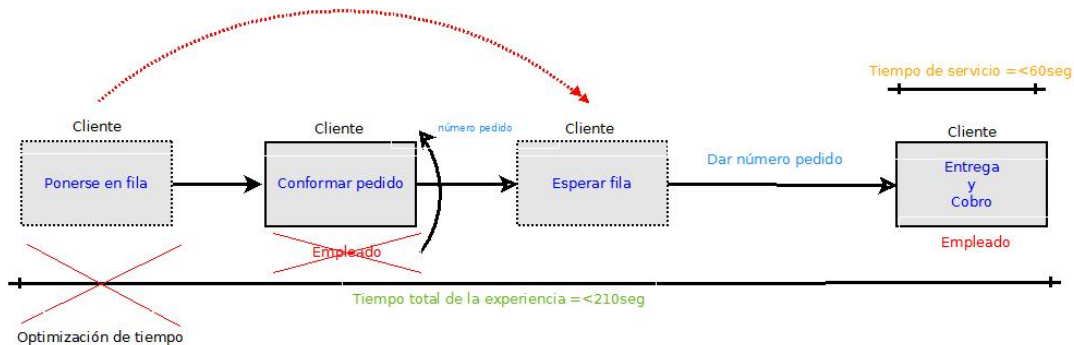 Tiempo de servicio =<60seg
Cliente
Cliente
número pedido
Cliente
Cliente
Ponerse en fila
Conformar pedido
Esperar fila
Dar número pedido
Entrega
y
Cobro
Empleado
Empleado
Tiempo total de la experiencia =<210seg
Optimización de tiempo